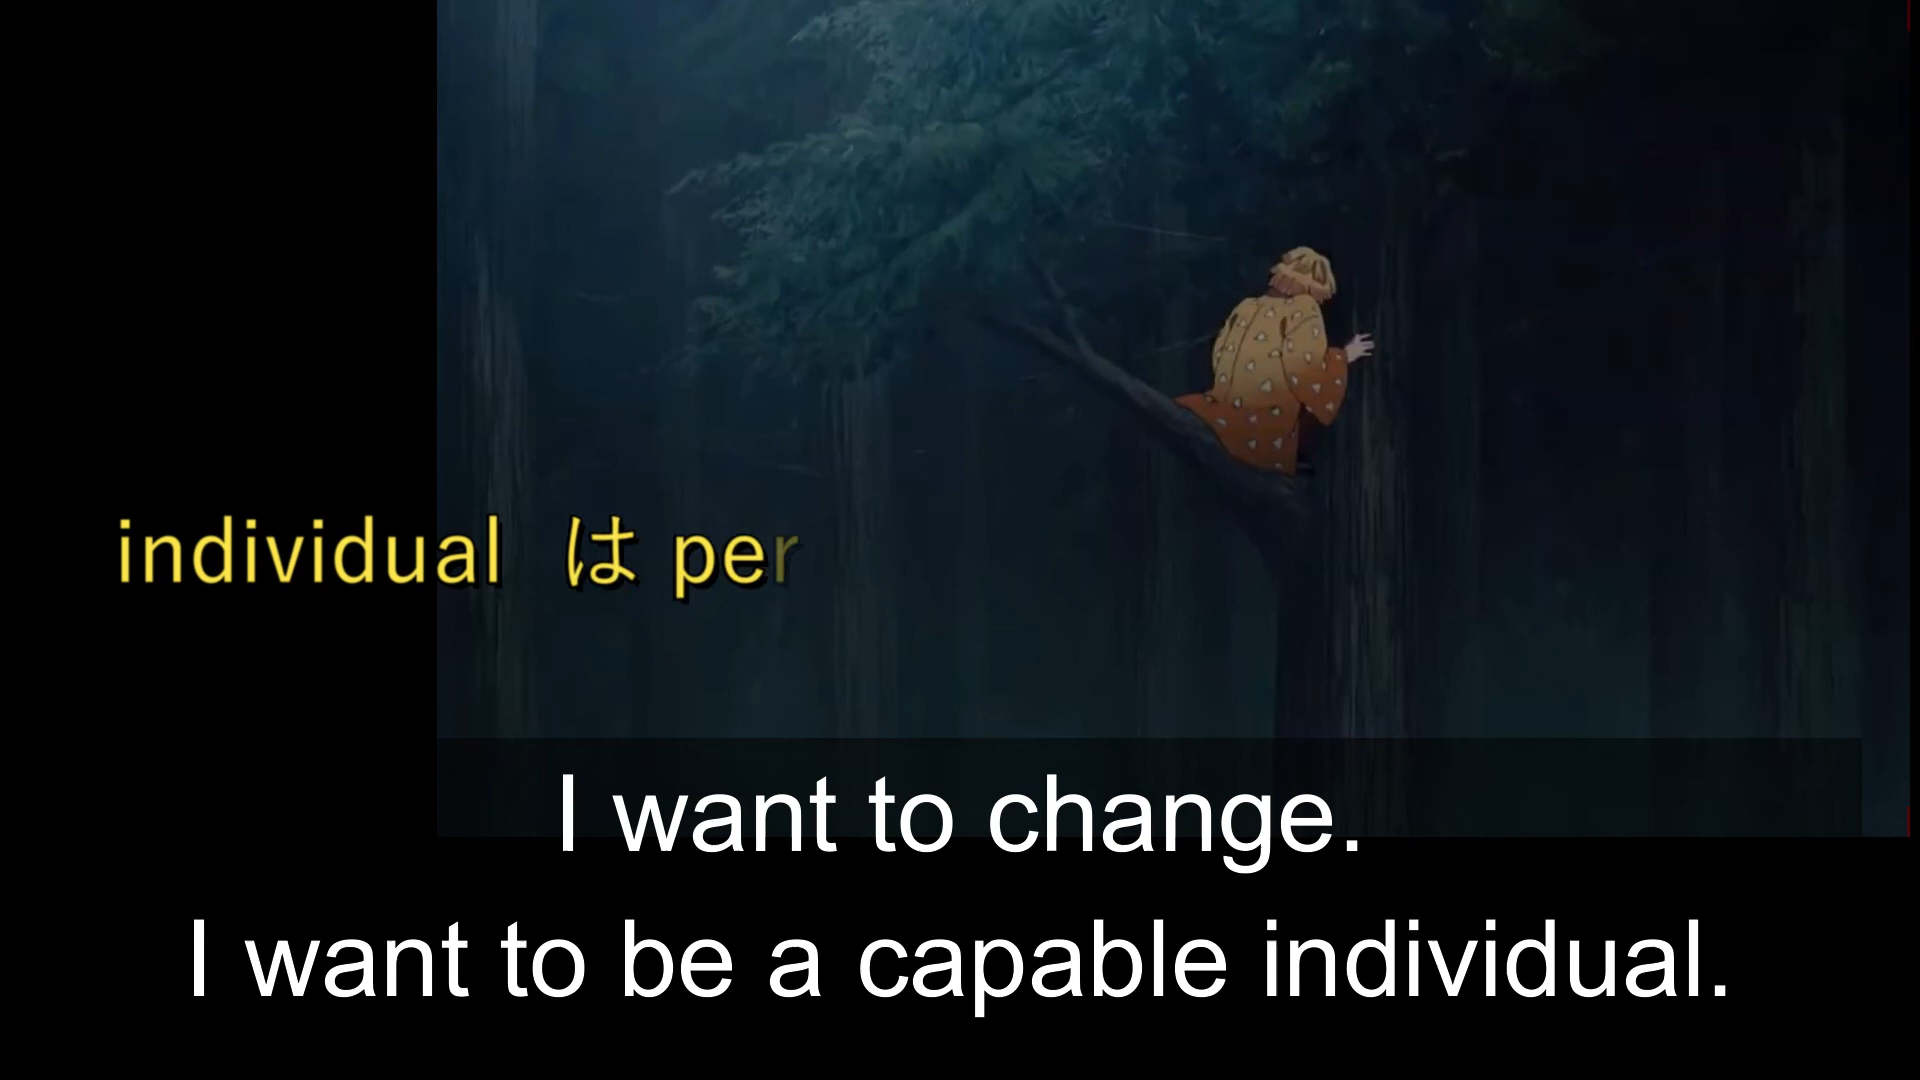 individual は per
I want to change.
I want to be a capable individual.